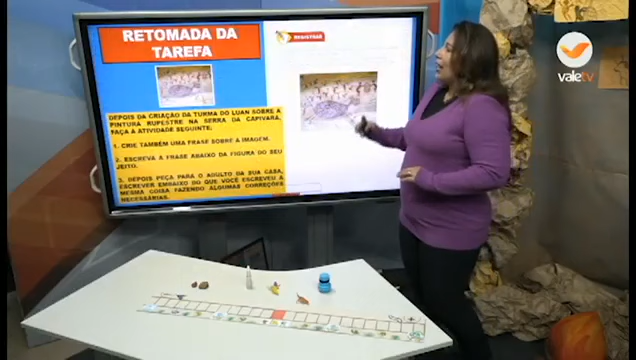 RETOMADA DA
TAREFA
DEPOIS DA CRIAÇÃO DA TURMA DO LUAN SOBRE A
PINTURA RUPESTRE NA SERRA DA CAPIVARA,
FAÇA A ATIVIDADE SEGUINTE:
1. CRIE TAMBÉM UMA FRASE SOBRE A IMAGEM.
2. ESCREVA A FRASE ABAIXO DA FIGURA DO SEU
JEITO.
3. DEPOIS PEÇA PARA O ADULTO DA SUA CASA,
ESCREVER EMBAIXO DO QUE VOCÊ ESCREVEU A
MESMA COISA FAZENDO ALGUMAS CORREÇÕES
NECESSÁRIAS.
REGISTRAR
valetv